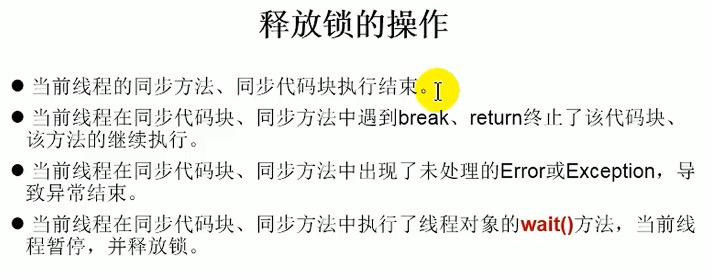 释放锁的操作
● 当前线程的同步方法、同步代码块执行结束。
● 当前线程在同步代码块、同步方法中遇到break、return终止了该代码块、
该方法的继续执行。
● 当前线程在同步代码块、同步方法中出现了未处理的Error或Exception，导
致异常结束。
● 当前线程在同步代码块、同步方法中执行了线程对象的wait()方法，当前线
程暂停，并释放锁。